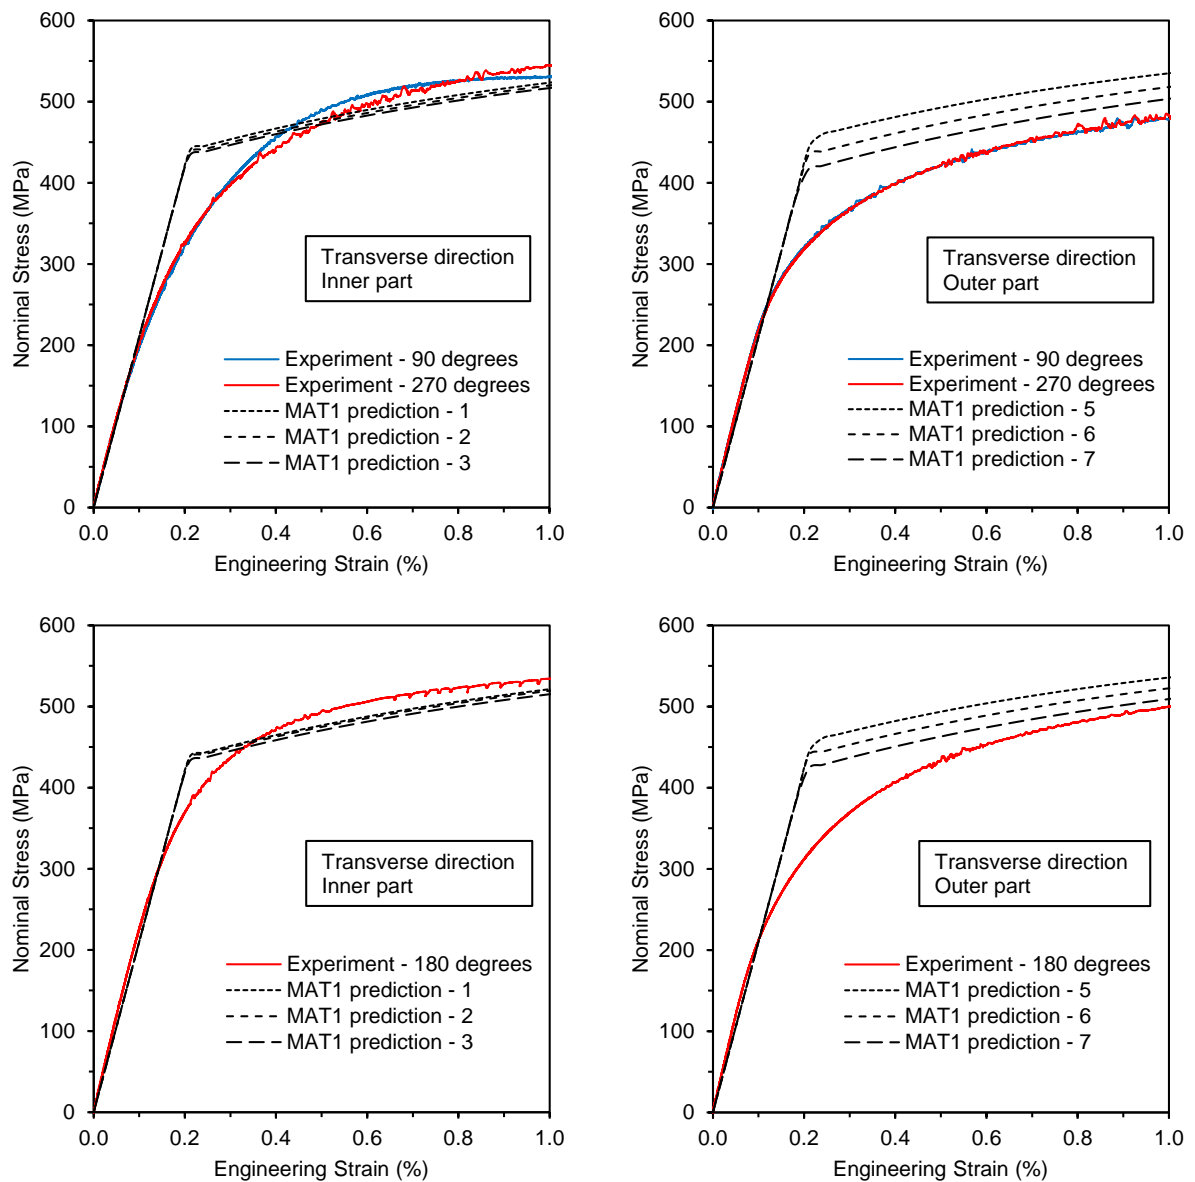 600
500
400
300
200
100
0
Nominal Stress (MPa)
Transverse direction
Inner part
Experiment - 90 degrees
Experiment - 270 degrees
MAT1 prediction - 1
MAT1 prediction - 2
MAT1 prediction - 3
0.0 0.2 0.4 0.6 0.8 1.0
Engineering Strain (%)
600
500
400
300
200
100
0
Nominal Stress (MPa)
Transverse direction
Outer part
Experiment - 90 degrees
Experiment - 270 degrees
MAT1 prediction - 5
MAT1 prediction - 6
MAT1 prediction - 7
0.0 0.2 0.4 0.6 0.8 1.0
Engineering Strain (%)
600
500
400
300
200
100
0
Nominal Stress (MPa)
Transverse direction
Inner part
Experiment - 180 degrees
MAT1 prediction - 1
MAT1 prediction - 2
MAT1 prediction - 3
0.0 0.2 0.4 0.6 0.8 1.0
Engineering Strain (%)
600
500
400
300
200
100
0
Nominal Stress (MPa)
Transverse direction
Outer part
Experiment - 180 degrees
MAT1 prediction - 5
MAT1 prediction - 6
MAT1 prediction - 7
0.0 0.2 0.4 0.6 0.8 1.0
Engineering Strain (%)